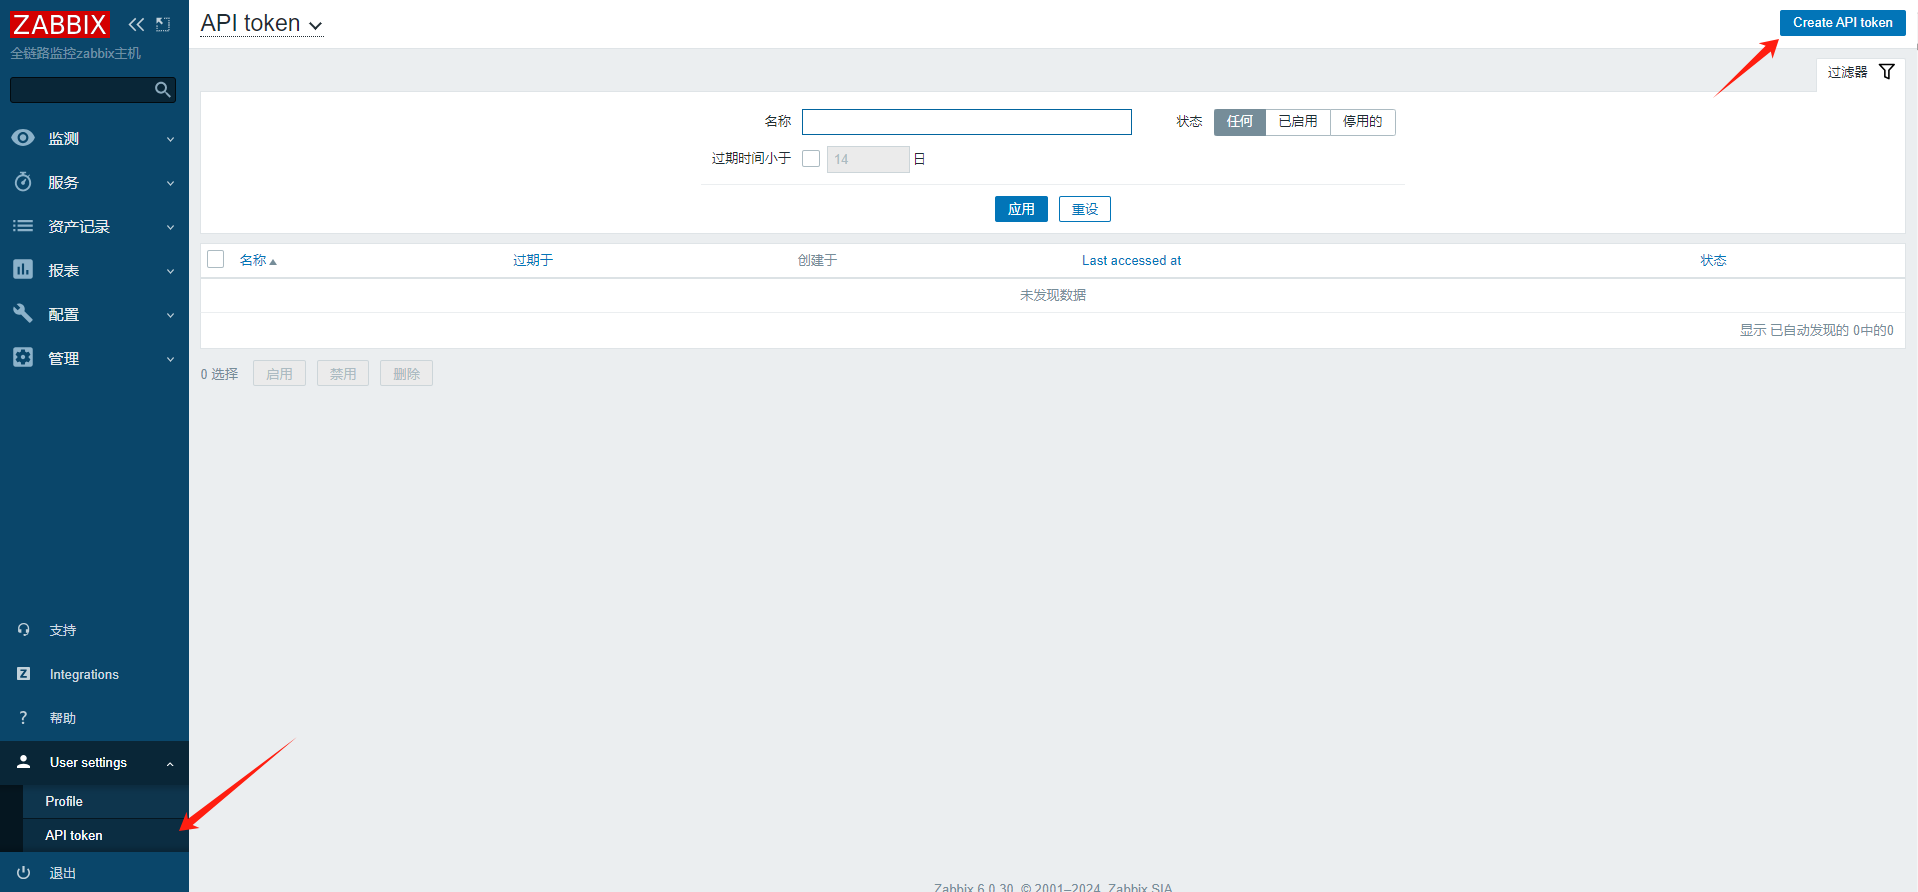 ZABBIX
全链路监控zabbix主机
监测
服务
资产记录
报表
配置
管理
支持
Integrations
?
帮助
User settings
Profile
API token
退出
API token
Create API token
过滤器
名称
状态 任何 已启用 停用的
过期时间小于 14 日
应用 重设
名称 过期于 创建于 Last accessed at 状态
未发现数据
显示 已自动发现的 0中的0
0 选择 启用 禁用 删除
Zabbix 6.0.30. © 2001–2024, Zabbix SIA